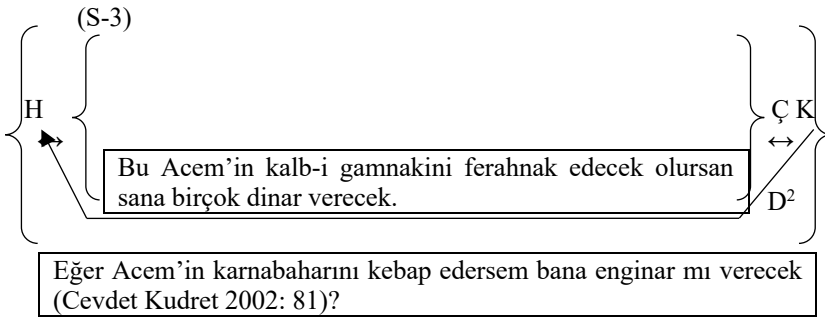 (S-3)
H Ç K
↔ ↔
Bu Acem’in kalb-i gamnakini ferahnak edecek olursan
sana birçok dinar verecek.
D²
Eğer Acem’in karnabaharını kebap edersem bana enginar mı verecek
(Cevdet Kudret 2002: 81)?